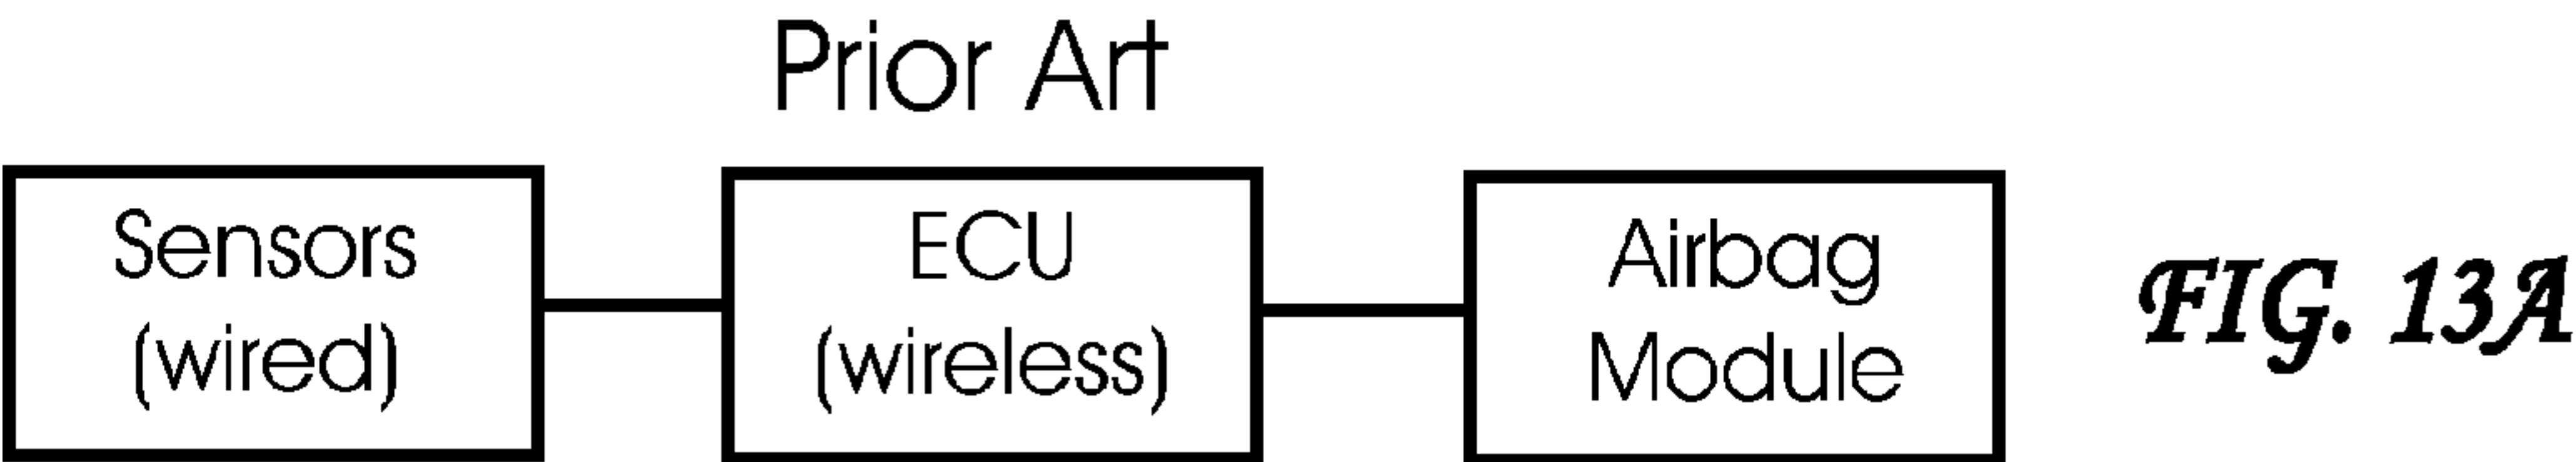 Prior Art
Sensors
(wired)
ECU
(wireless)
Airbag
Module
FIG. 13A